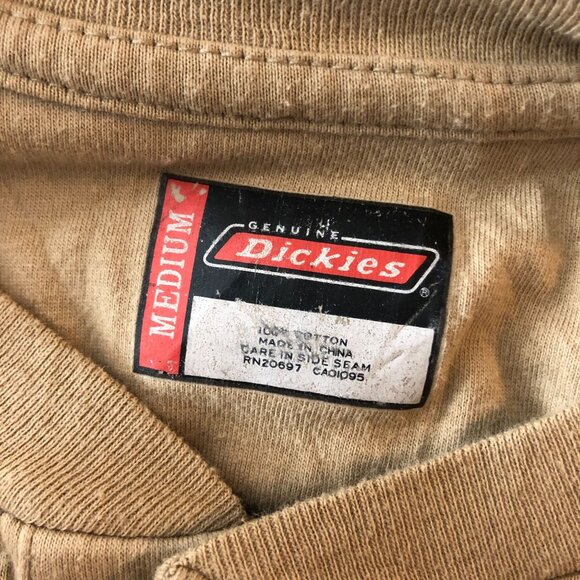 MEDIUM
GENUINE
Dickies
®
100% COTTON
MADE IN CHINA
CARE IN SIDE SEAM
RN20697 CA01095